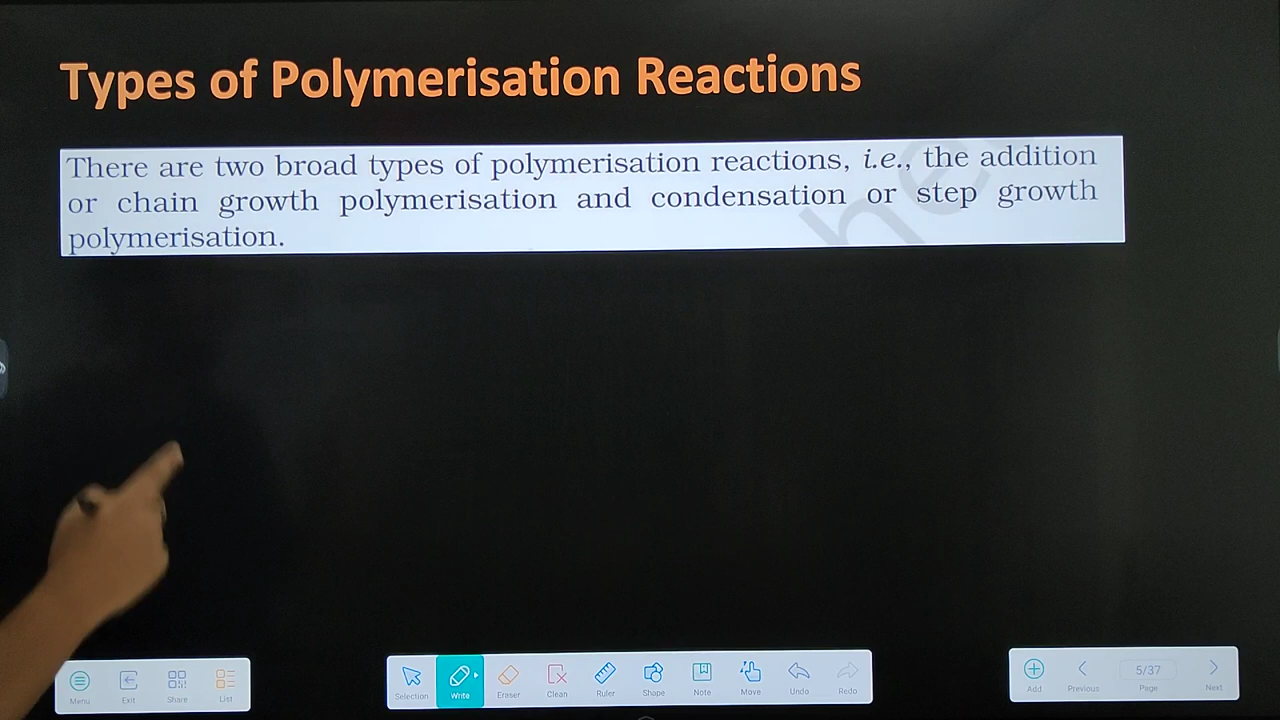 Types of Polymerisation Reactions
There are two broad types of polymerisation reactions, i.e., the addition
or chain growth polymerisation and condensation or step growth
polymerisation.
he
Menu Exit Share List
Selection Write Eraser Clean Ruler Shape Note Move Undo Redo
Add Previous 5/37 Page Next